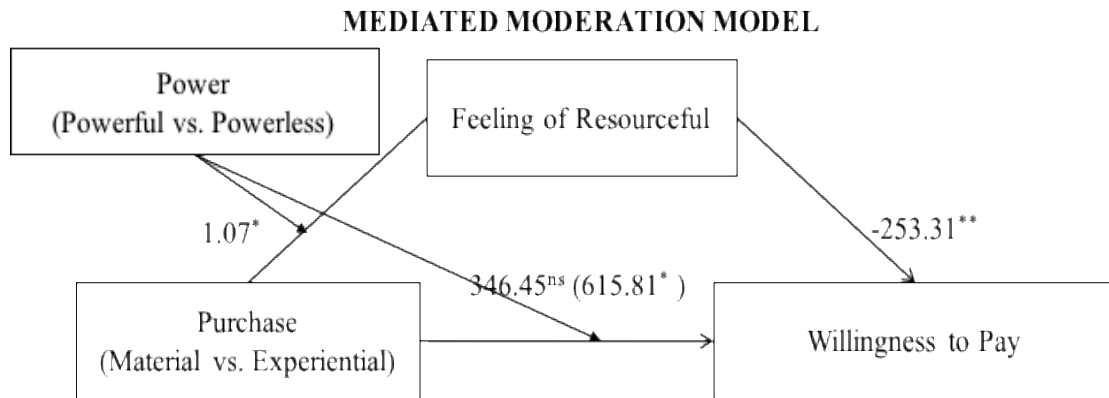 MEDIATED MODERATION MODEL
Power
(Powerful vs. Powerless)
Feeling of Resourceful
1.07*
-253.31**
346.45ns (615.81* )
Purchase
(Material vs. Experiential)
Willingness to Pay